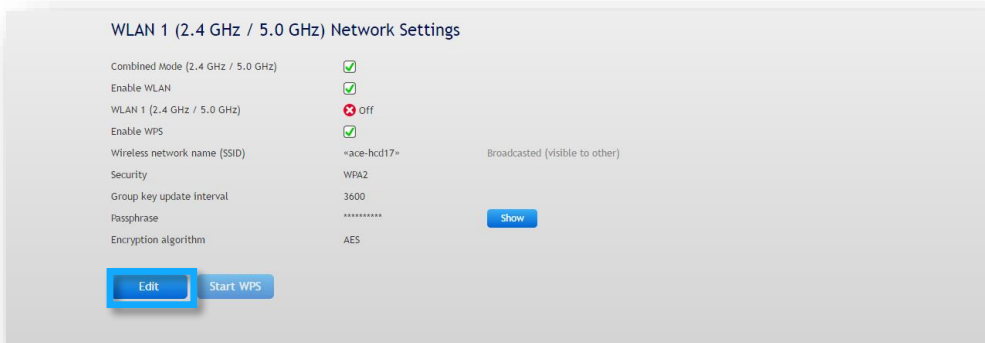 WLAN 1 (2.4 GHz / 5.0 GHz) Network Settings
Combined Mode (2.4 GHz / 5.0 GHz)
Enable WLAN
WLAN 1 (2.4 GHz / 5.0 GHz) Off
Enable WPS
Wireless network name (SSID) «ace-hcd17» Broadcasted (visible to other)
Security WPA2
Group key update interval 3600
Passphrase ********** Show
Encryption algorithm AES
Edit Start WPS